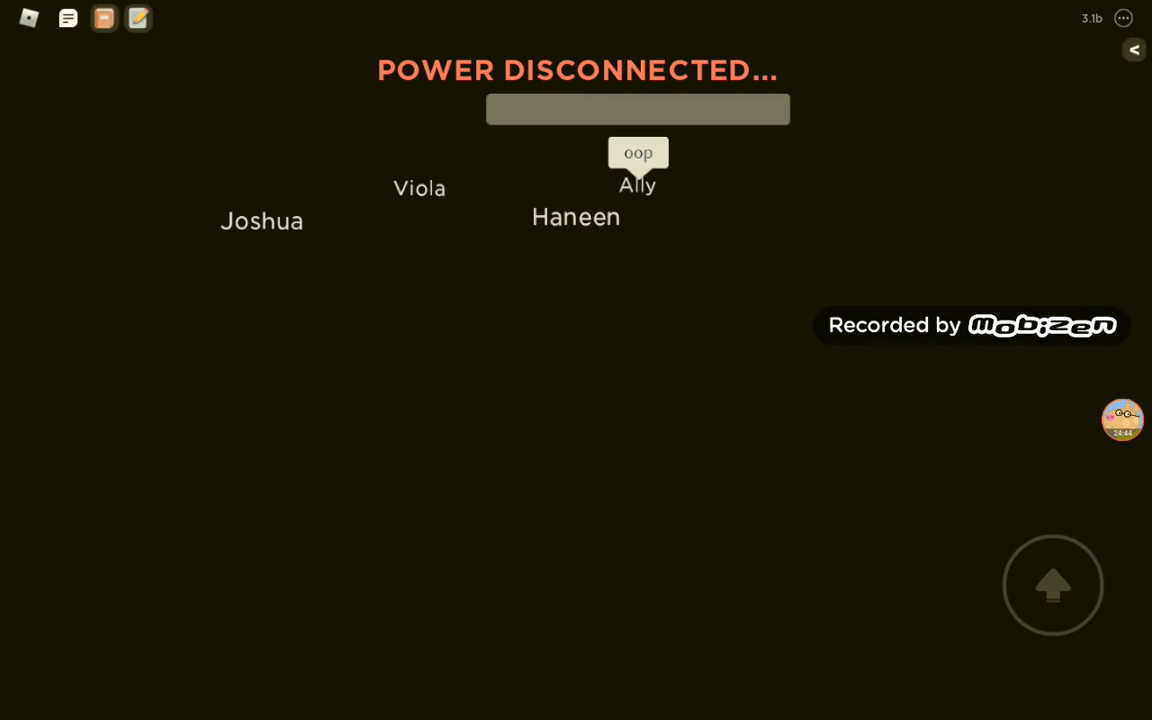 3.1b
<
POWER DISCONNECTED...
oop
Ally
Viola
Haneen
Joshua
Recorded by mobizen
24:44